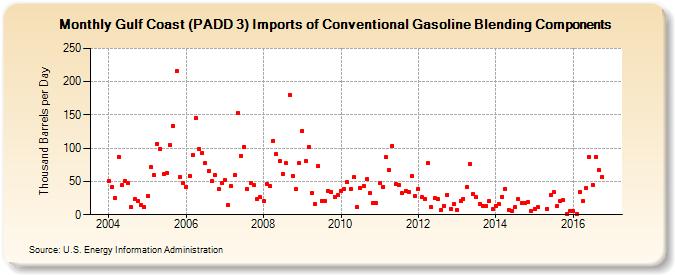 Monthly Gulf Coast (PADD 3) Imports of Conventional Gasoline Blending Components
Thousand Barrels per Day
250
200
150
100
50
0
2004 2006 2008 2010 2012 2014 2016
Source: U.S. Energy Information Administration